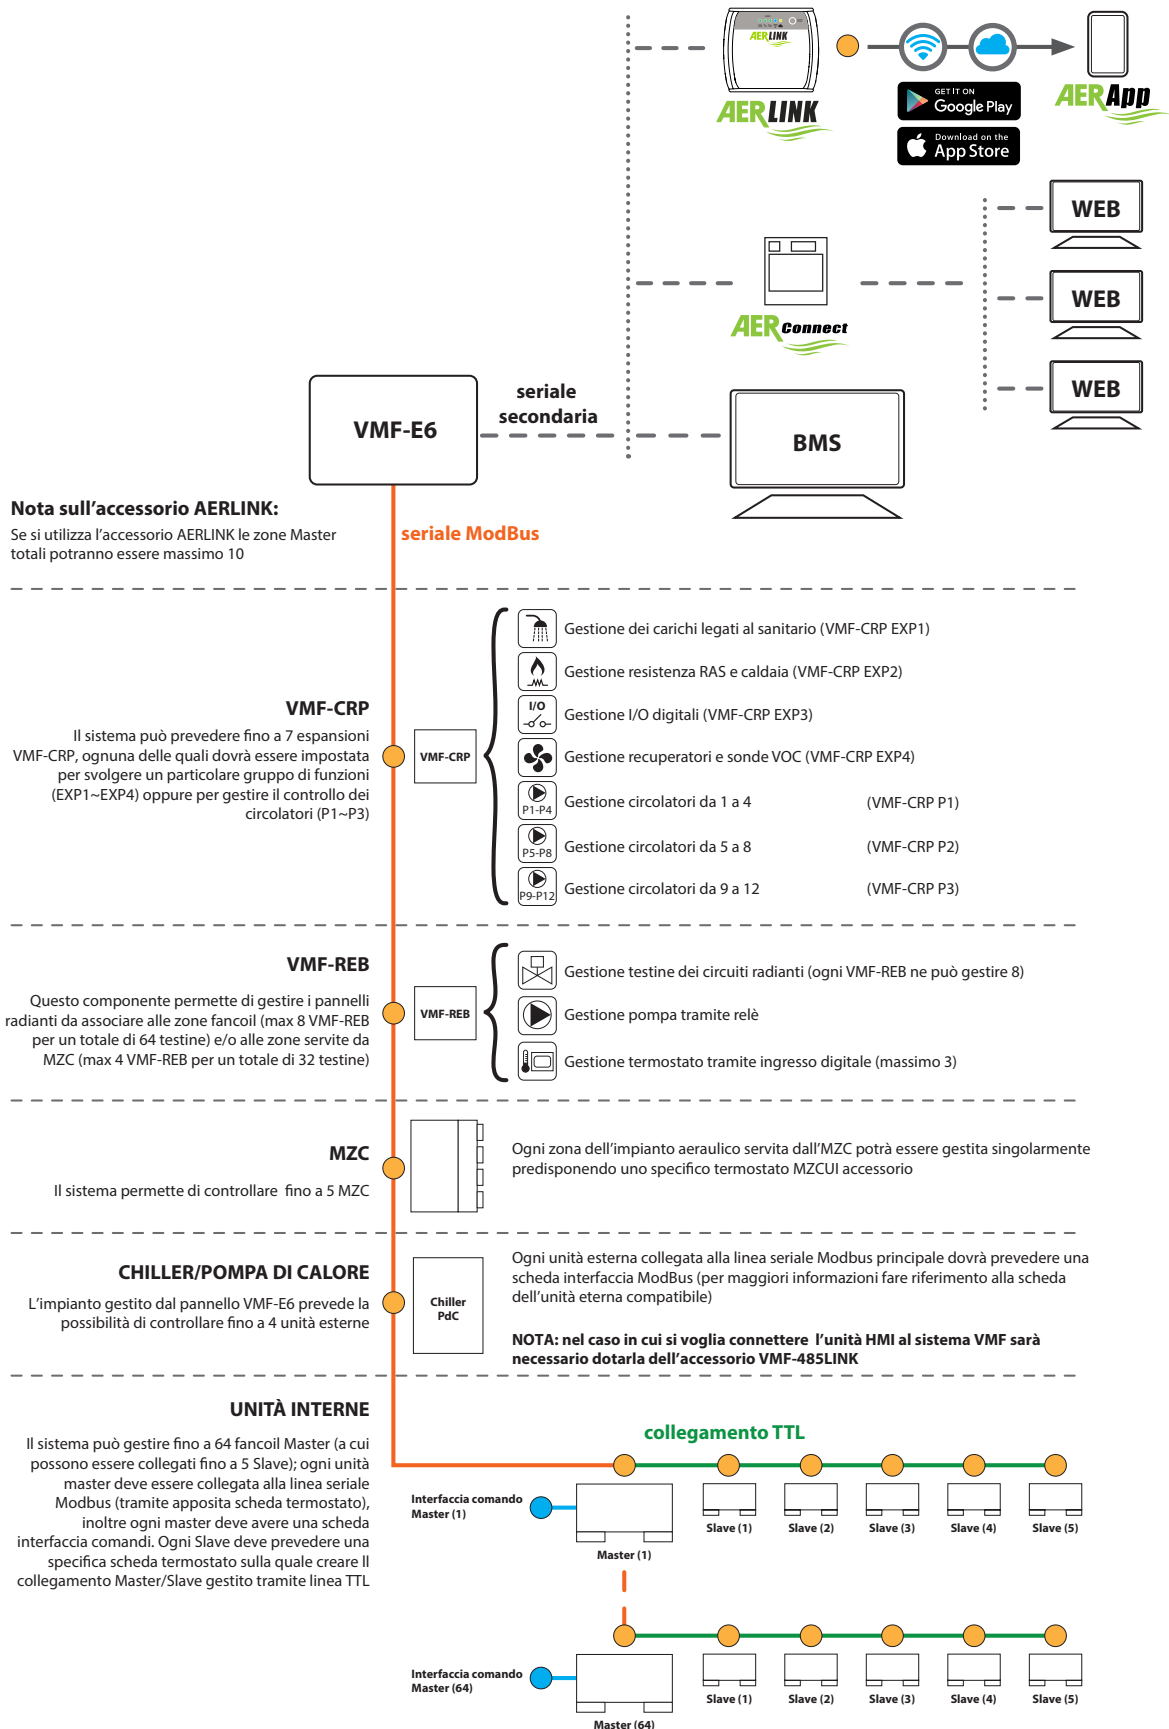 AERLINK
AERLINK
GET IT ON
Google Play
Download on the
App Store
AERApp
WEB
WEB
WEB
AER Connect
VMF-E6
seriale
secondaria
BMS
Nota sull'accessorio AERLINK:
Se si utilizza l'accessorio AERLINK le zone Master
totali potranno essere massimo 10
seriale ModBus
VMF-CRP
Il sistema può prevedere fino a 7 espansioni
VMF-CRP, ognuna delle quali dovrà essere impostata
per svolgere un particolare gruppo di funzioni
(EXP1~EXP4) oppure per gestire il controllo dei
circolatori (P1~P3)
VMF-CRP
Gestione dei carichi legati al sanitario (VMF-CRP EXP1)
Gestione resistenza RAS e caldaia (VMF-CRP EXP2)
I/O
Gestione I/O digitali (VMF-CRP EXP3)
Gestione recuperatori e sonde VOC (VMF-CRP EXP4)
P1-P4
Gestione circolatori da 1 a 4 (VMF-CRP P1)
P5-P8
Gestione circolatori da 5 a 8 (VMF-CRP P2)
P9-P12
Gestione circolatori da 9 a 12 (VMF-CRP P3)
VMF-REB
Questo componente permette di gestire i pannelli
radianti da associare alle zone fancoil (max 8 VMF-REB
per un totale di 64 testine) e/o alle zone servite da
MZC (max 4 VMF-REB per un totale di 32 testine)
VMF-REB
Gestione testine dei circuiti radianti (ogni VMF-REB ne può gestire 8)
Gestione pompa tramite relè
Gestione termostato tramite ingresso digitale (massimo 3)
MZC
Il sistema permette di controllare fino a 5 MZC
Ogni zona dell'impianto aeraulico servita dall'MZC potrà essere gestita singolarmente
predisponendo uno specifico termostato MZCUI accessorio
CHILLER/POMPA DI CALORE
L'impianto gestito dal pannello VMF-E6 prevede la
possibilità di controllare fino a 4 unità esterne
Chiller
PdC
Ogni unità esterna collegata alla linea seriale Modbus principale dovrà prevedere una
scheda interfaccia ModBus (per maggiori informazioni fare riferimento alla scheda
dell'unità eterna compatibile)
NOTA: nel caso in cui si voglia connettere l'unità HMI al sistema VMF sarà
necessario dotarla dell'accessorio VMF-485LINK
UNITÀ INTERNE
Il sistema può gestire fino a 64 fancoil Master (a cui
possono essere collegati fino a 5 Slave); ogni unità
master deve essere collegata alla linea seriale
Modbus (tramite apposita scheda termostato),
inoltre ogni master deve avere una scheda
interfaccia comandi. Ogni Slave deve prevedere una
specifica scheda termostato sulla quale creare Il
collegamento Master/Slave gestito tramite linea TTL
collegamento TTL
Interfaccia comando
Master (1)
Master (1)
Slave (1)
Slave (2)
Slave (3)
Slave (4)
Slave (5)
Interfaccia comando
Master (64)
Master (64)
Slave (1)
Slave (2)
Slave (3)
Slave (4)
Slave (5)